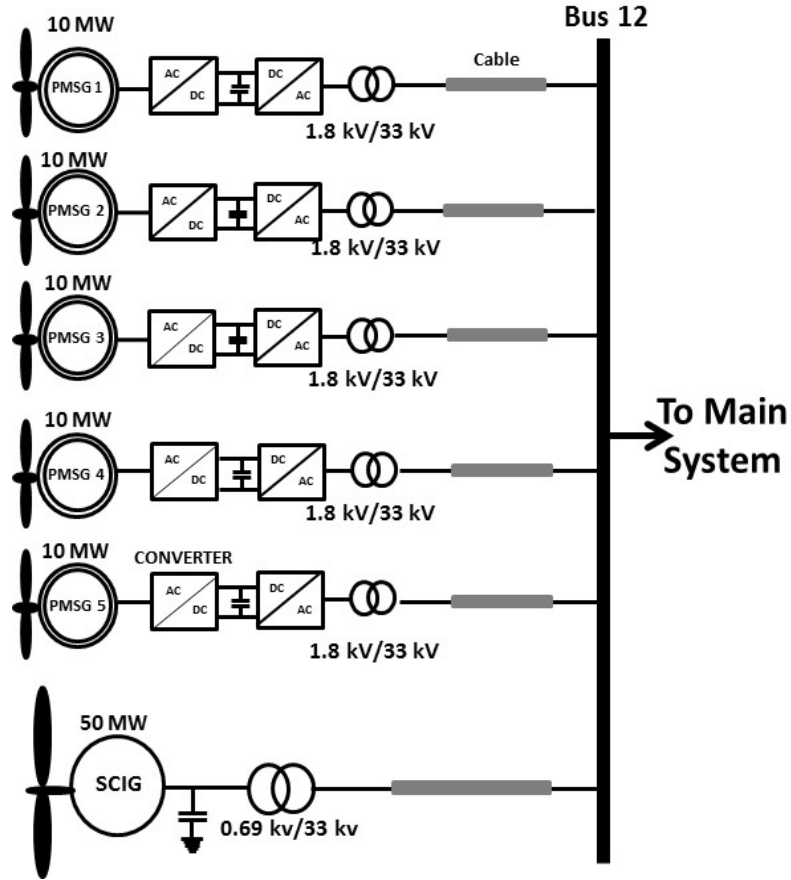 Bus 12
10 MW
PMSG 1
AC
DC
DC
AC
Cable
1.8 kV/33 kV
10 MW
PMSG 2
AC
DC
DC
AC
1.8 kV/33 kV
10 MW
PMSG 3
AC
DC
DC
AC
1.8 kV/33 kV
To Main
System
10 MW
PMSG 4
AC
DC
DC
AC
1.8 kV/33 kV
10 MW
CONVERTER
PMSG 5
AC
DC
DC
AC
1.8 kV/33 kV
50 MW
SCIG
0.69 kv/33 kv